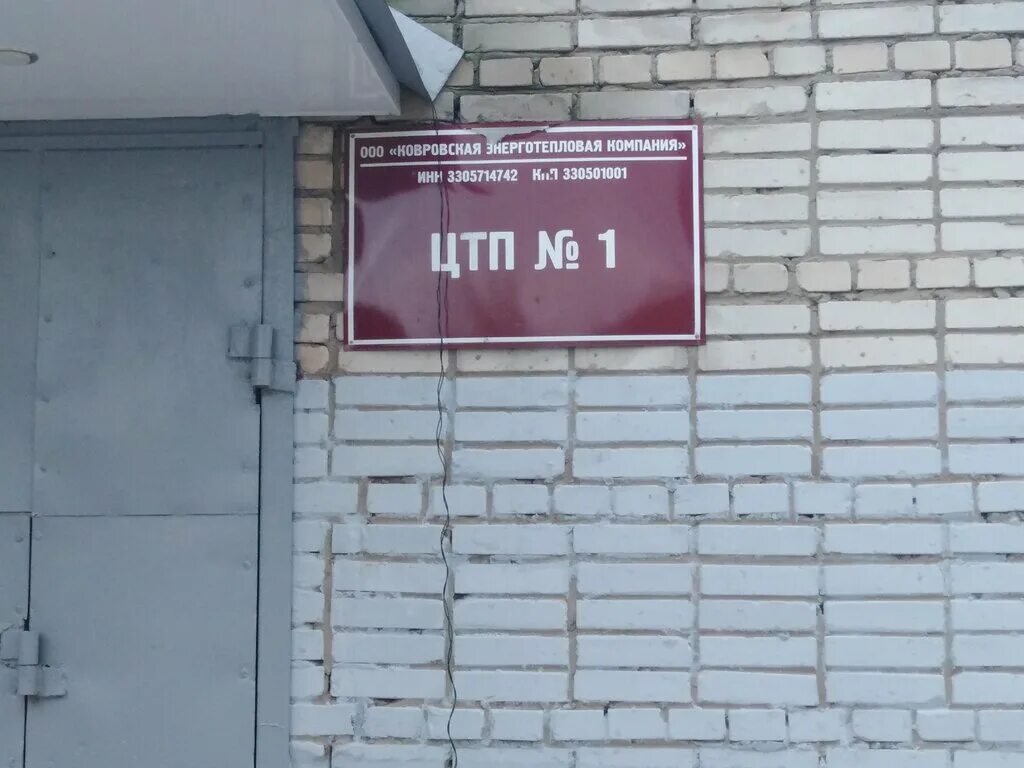 ООО «КОВРОВСКАЯ ЭНЕРГОТЕПЛОВАЯ КОМПАНИЯ»
ИНН 3305714742 КПП 330501001
ЦТП № 1